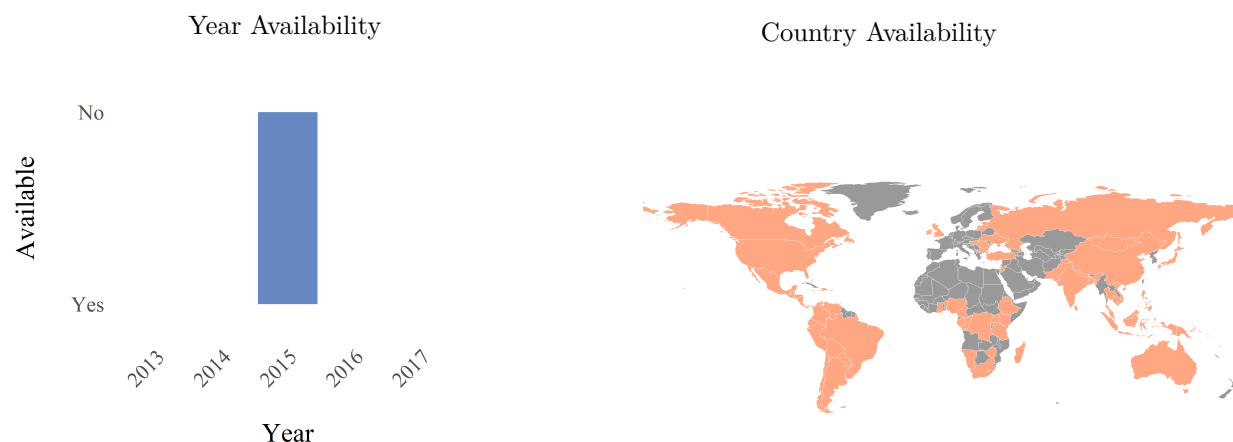 Year Availability
No
Available
Yes
2013
2014
2015
2016
2017
Year
Country Availability